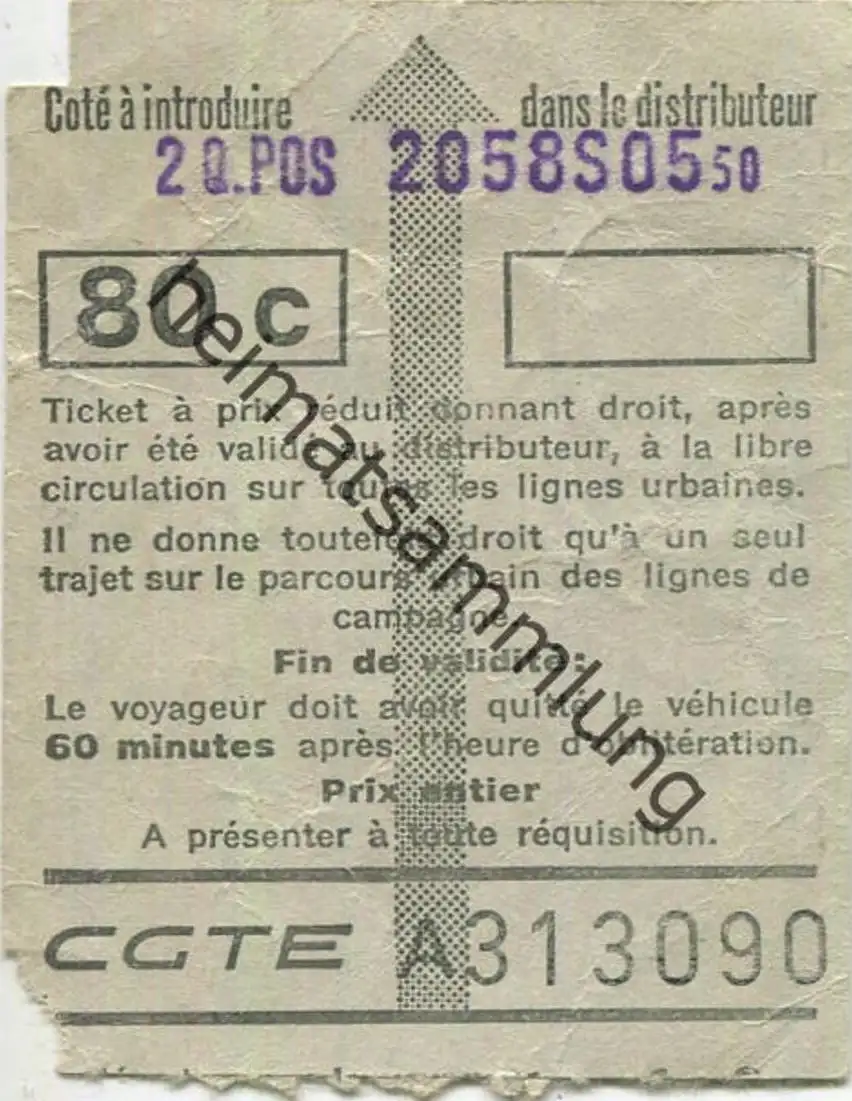 Coté à introduire dans le distributeur
2 Q.POS 2058S0550
80 c
Ticket à prix réduit donnant droit, après
avoir été validé au distributeur, à la libre
circulation sur toutes les lignes urbaines.
Il ne donne toutefois droit qu'à un seul
trajet sur le parcours urbain des lignes de
campagne.
Fin de validité:
Le voyageur doit avoir quitté le véhicule
60 minutes après l'heure d'oblitération.
Prix entier
A présenter à toute réquisition.
CGTE A313090
heimatsammlung